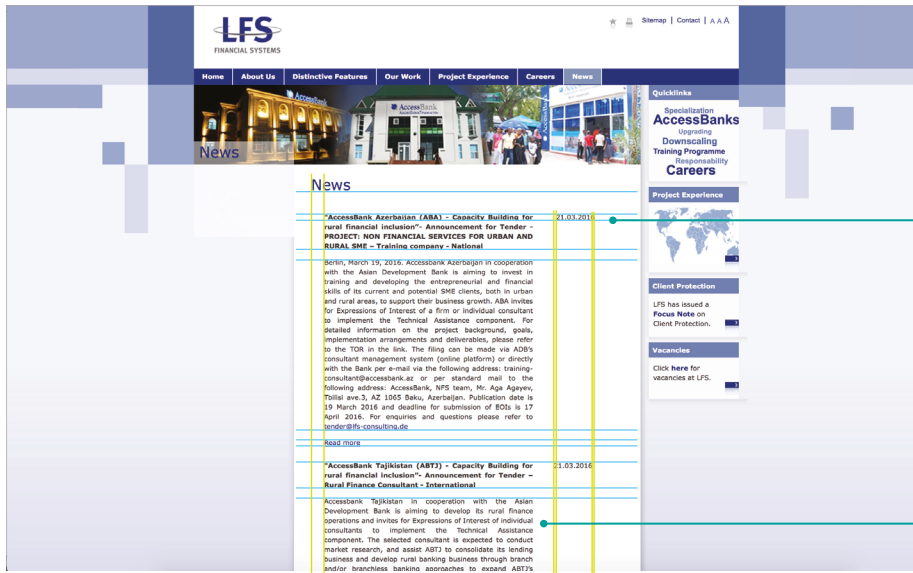 LFS
FINANCIAL SYSTEMS
Sitemap | Contact | A A A
Home About Us Distinctive Features Our Work Project Experience Careers News
AccessBank
AccessBank
News
Quicklinks
Specialization
AccessBanks
Upgrading
Downscaling
Training Programme
Responsability
Careers
Project Experience
Client Protection
LFS has issued a
Focus Note on
Client Protection.
Vacancies
Click here for
vacancies at LFS.
News
"AccessBank Azerbaijan (ABA) - Capacity Building for
rural financial inclusion"- Announcement for Tender -
PROJECT: NON FINANCIAL SERVICES FOR URBAN AND
RURAL SME – Training company - National
21.03.2016
Berlin, March 19, 2016. Accessbank Azerbaijan in cooperation
with the Asian Development Bank is aiming to invest in
training and developing the entrepreneurial and financial
skills of its current and potential SME clients, both in urban
and rural areas, to support their business growth. ABA invites
for Expressions of Interest of a firm or individual consultant
to implement the Technical Assistance component. For
detailed information on the project background, goals,
implementation arrangements and deliverables, please refer
to the TOR in the link. The filing can be made via ADB's
consultant management system (online platform) or directly
with the Bank per e-mail via the following address: training-
consultant@accessbank.az or per standard mail to the
following address: AccessBank, NFS team, Mr. Aga Agayev,
Tbilisi ave.3, AZ 1065 Baku, Azerbaijan. Publication date is
19 March 2016 and deadline for submission of EOIs is 17
April 2016. For enquiries and questions please refer to
tender@lfs-consulting.de
Read more
"AccessBank Tajikistan (ABTJ) - Capacity Building for
rural financial inclusion"- Announcement for Tender –
Rural Finance Consultant - International
21.03.2016
Accessbank Tajikistan in cooperation with the Asian
Development Bank is aiming to develop its rural finance
operations and invites for Expressions of Interest of individual
consultants to implement the Technical Assistance
component. The selected consultant is expected to conduct
market research, and assist ABTJ to consolidate its lending
business and develop rural banking business through branch
and/or branchless banking approaches to expand ABTJ's